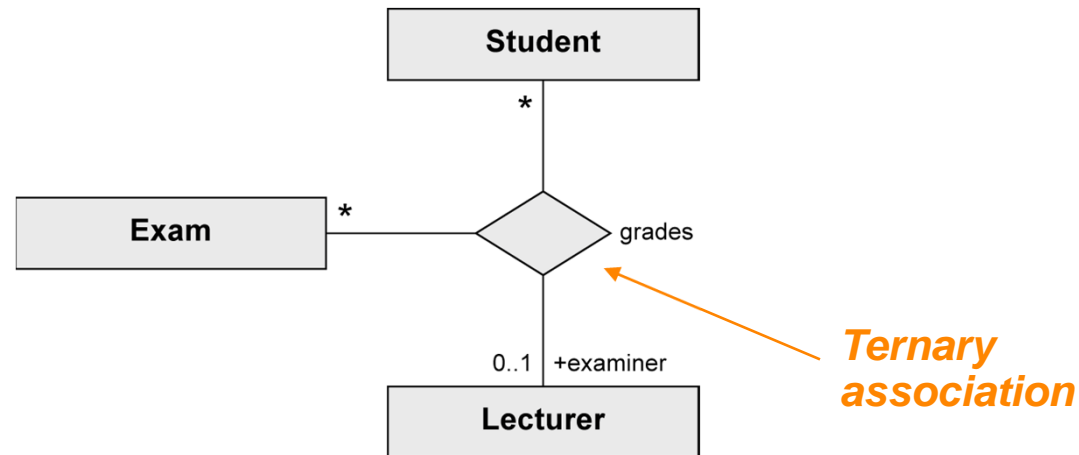 Student
*
Exam
*
grades
0..1 +examiner
Lecturer
Ternary
association